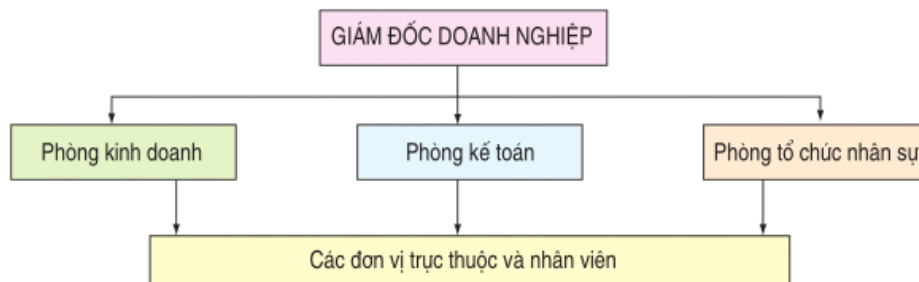 GIÁM ĐỐC DOANH NGHIỆP
Phòng kinh doanh
Phòng kế toán
Phòng tổ chức nhân sự
Các đơn vị trực thuộc và nhân viên